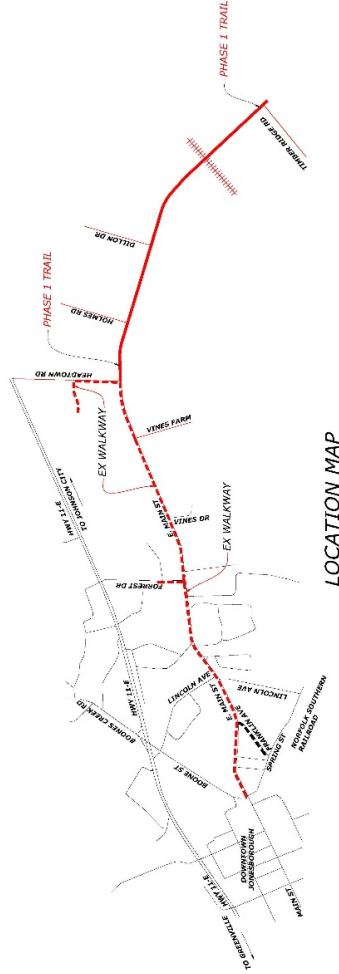 PHASE 1 TRAIL
TIMBER RIDGE RD
DILLON DR
HOLMES RD
PHASE 1 TRAIL
HEADTOWN RD
EX WALKWAY
VINES FARM
TO JOHNSON CITY
HWY 11-E
E. MAIN ST
VINES DR
EX WALKWAY
FORREST DR
HWY 11-E
BOONES CREEK RD
LINCOLN AVE
E. MAIN ST
LINCOLN AVE
FRANKLIN AVE
BOONE ST
SPRING ST
NORFOLK SOUTHERN
RAILROAD
DOWNTOWN
JONESBOROUGH
MAIN ST
HWY 11-E
TO GREENVILLE
LOCATION MAP